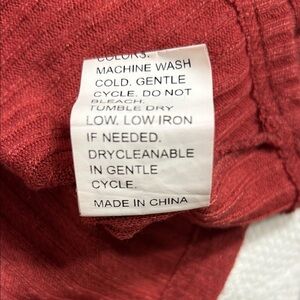 COLORS.
MACHINE WASH
COLD. GENTLE
CYCLE. DO NOT
BLEACH.
TUMBLE DRY
LOW. LOW IRON
IF NEEDED.
DRYCLEANABLE
IN GENTLE
CYCLE.
MADE IN CHINA